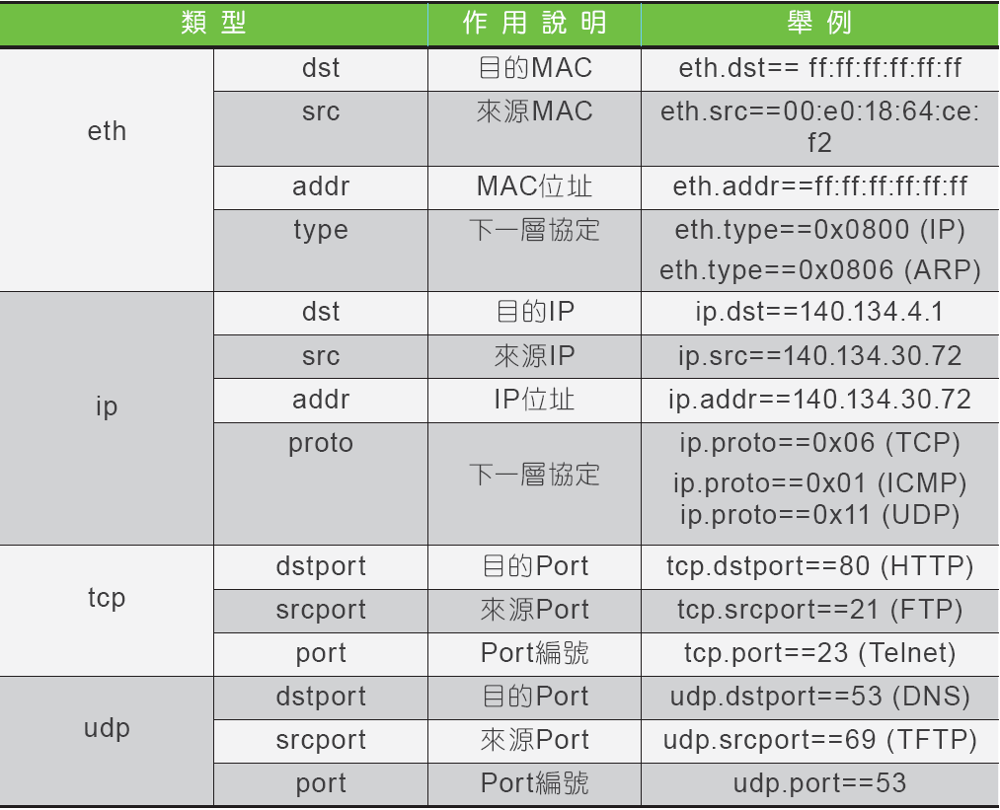 類型 作用說明 舉例
eth dst 目的MAC eth.dst== ff:ff:ff:ff:ff:ff
src 來源MAC eth.src==00:e0:18:64:ce:
f2
addr MAC位址 eth.addr==ff:ff:ff:ff:ff:ff
type 下一層協定 eth.type==0x0800 (IP)
eth.type==0x0806 (ARP)
ip dst 目的IP ip.dst==140.134.4.1
src 來源IP ip.src==140.134.30.72
addr IP位址 ip.addr==140.134.30.72
proto 下一層協定 ip.proto==0x06 (TCP)
ip.proto==0x01 (ICMP)
ip.proto==0x11 (UDP)
tcp dstport 目的Port tcp.dstport==80 (HTTP)
srcport 來源Port tcp.srcport==21 (FTP)
port Port編號 tcp.port==23 (Telnet)
udp dstport 目的Port udp.dstport==53 (DNS)
srcport 來源Port udp.srcport==69 (TFTP)
port Port編號 udp.port==53